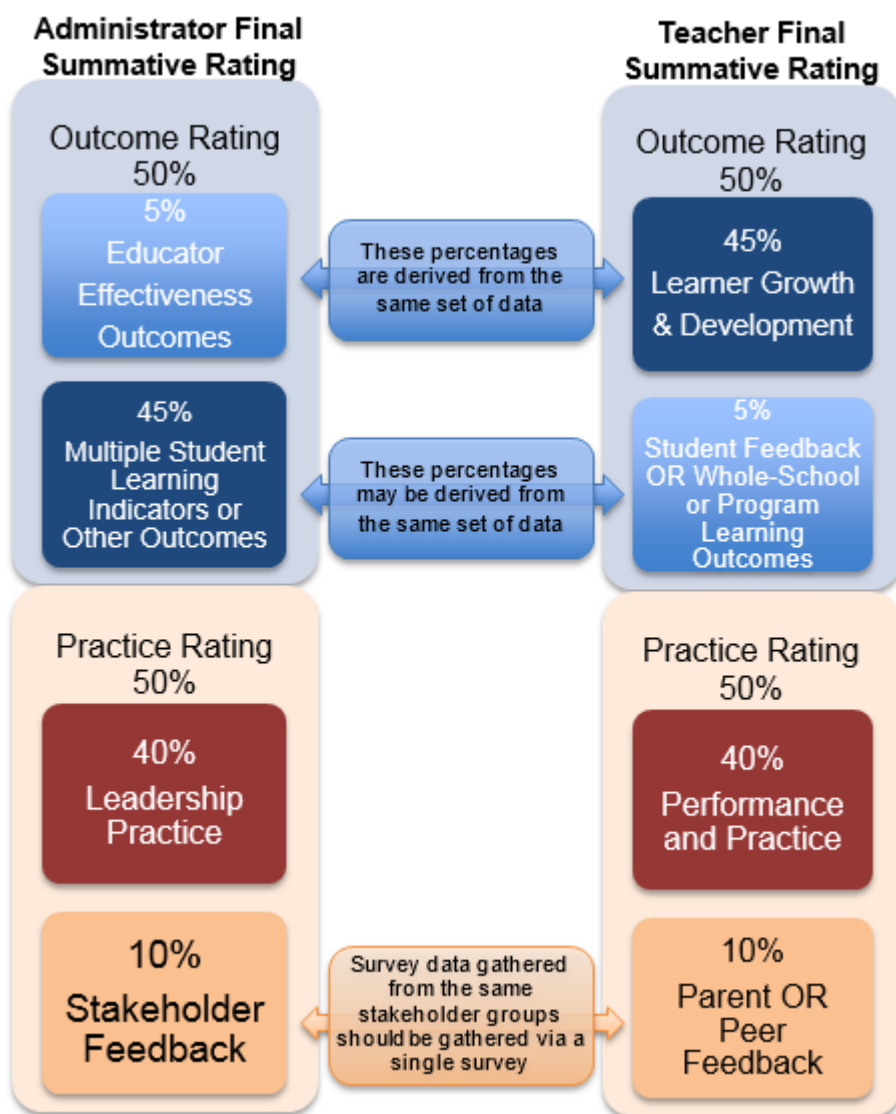 Administrator Final
Summative Rating
Outcome Rating
50%
5%
Educator
Effectiveness
Outcomes
45%
Multiple Student
Learning
Indicators or
Other Outcomes
Practice Rating
50%
40%
Leadership
Practice
10%
Stakeholder
Feedback
These percentages
are derived from the
same set of data
These percentages
may be derived from
the same set of data
Survey data gathered
from the same
stakeholder groups
should be gathered via a
single survey
Teacher Final
Summative Rating
Outcome Rating
50%
45%
Learner Growth
& Development
5%
Student Feedback
OR Whole-School
or Program
Learning
Outcomes
Practice Rating
50%
40%
Performance
and Practice
10%
Parent OR
Peer
Feedback